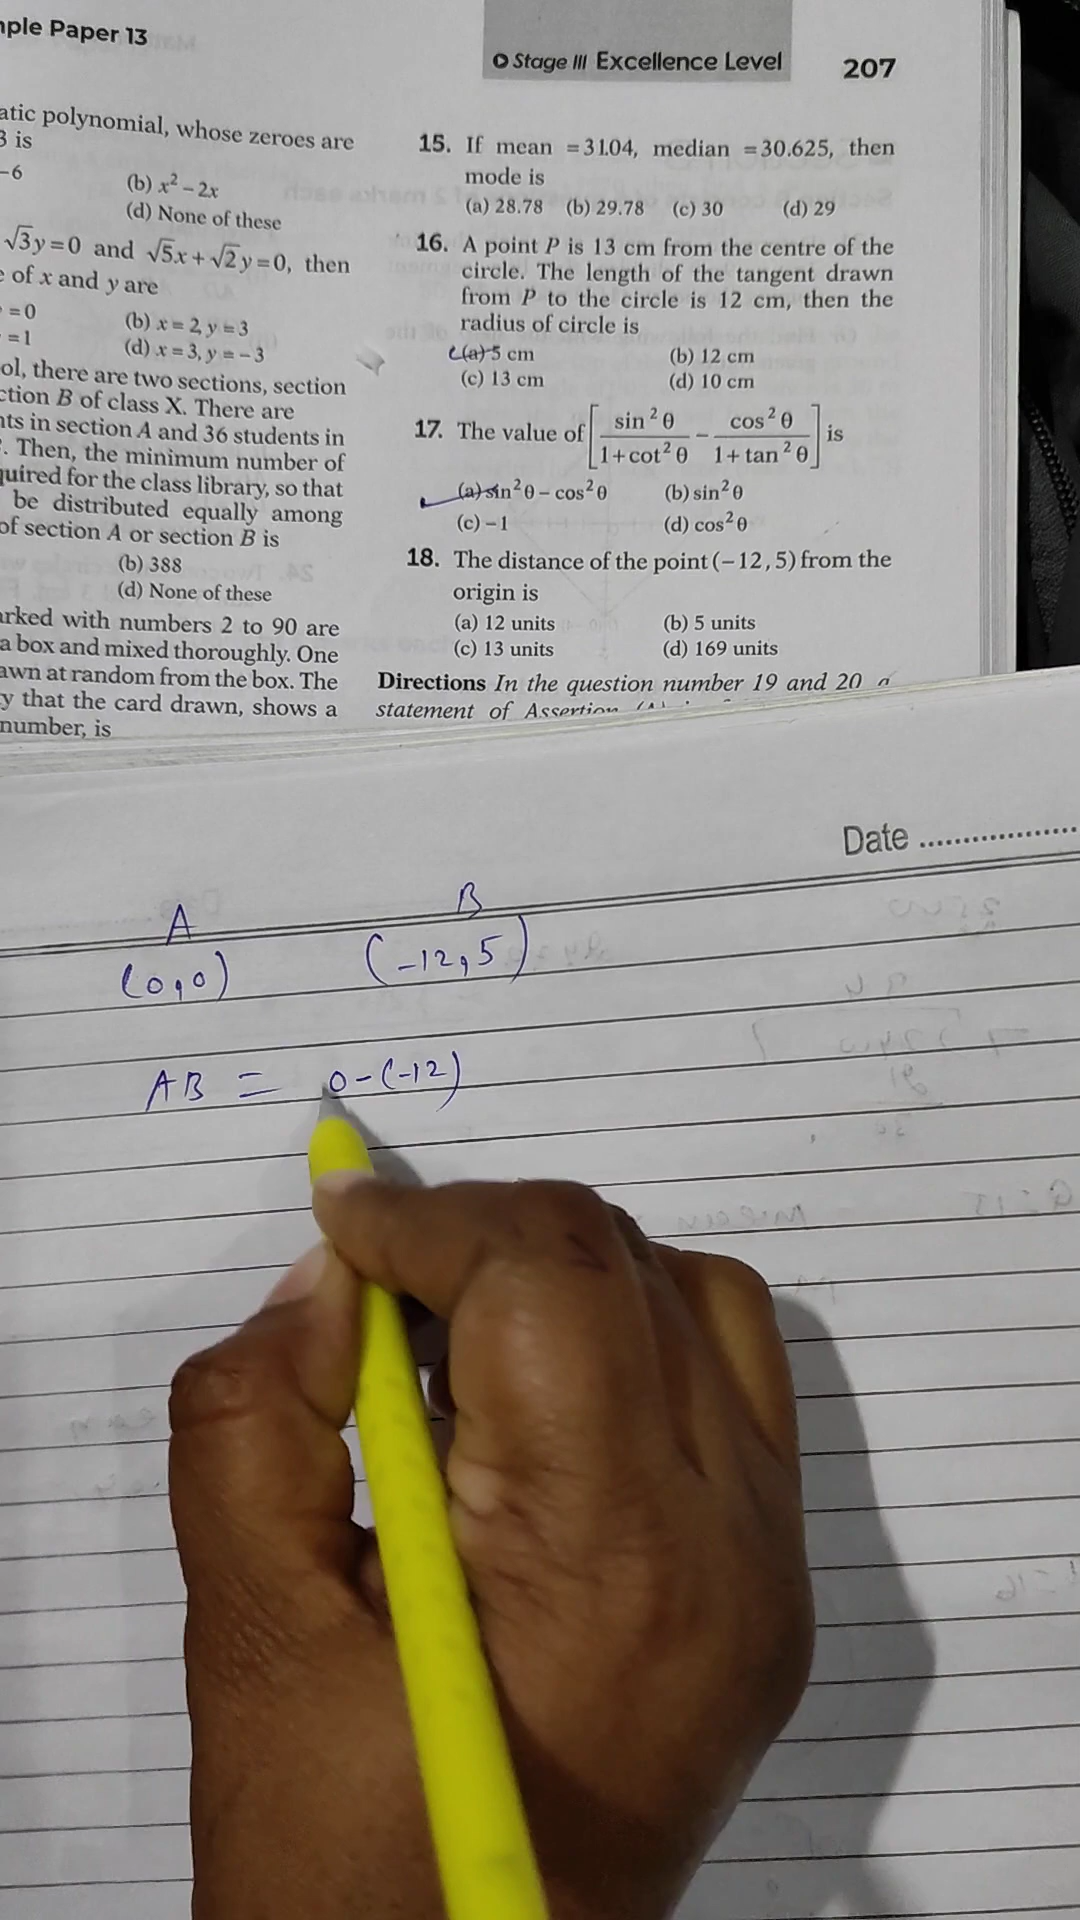 ple Paper 13
Stage III Excellence Level 207
atic polynomial, whose zeroes are
3 is
-6
(b) x² - 2x
(d) None of these
√3y = 0 and √5x + √2y = 0, then
of x and y are
= 0
(b) x = 2, y = 3
= 1
(d) x = 3, y = -3
ol, there are two sections, section
ction B of class X. There are
nts in section A and 36 students in
. Then, the minimum number of
quired for the class library, so that
be distributed equally among
of section A or section B is
(b) 388
(d) None of these
arked with numbers 2 to 90 are
a box and mixed thoroughly. One
awn at random from the box. The
y that the card drawn, shows a
number, is
15. If mean = 31.04, median = 30.625, then
mode is
(a) 28.78 (b) 29.78 (c) 30 (d) 29
16. A point P is 13 cm from the centre of the
circle. The length of the tangent drawn
from P to the circle is 12 cm, then the
radius of circle is
(a) 5 cm (b) 12 cm
(c) 13 cm (d) 10 cm
17. The value of [sin²θ/(1+cot²θ) - cos²θ/(1+tan²θ)] is
(a) sin²θ - cos²θ (b) sin²θ
(c) -1 (d) cos²θ
18. The distance of the point (-12, 5) from the
origin is
(a) 12 units (b) 5 units
(c) 13 units (d) 169 units
Directions In the question number 19 and 20 a
statement of Assertion
Date ..................
A B
(0,0) (-12,5)
AB = 0-(-12)